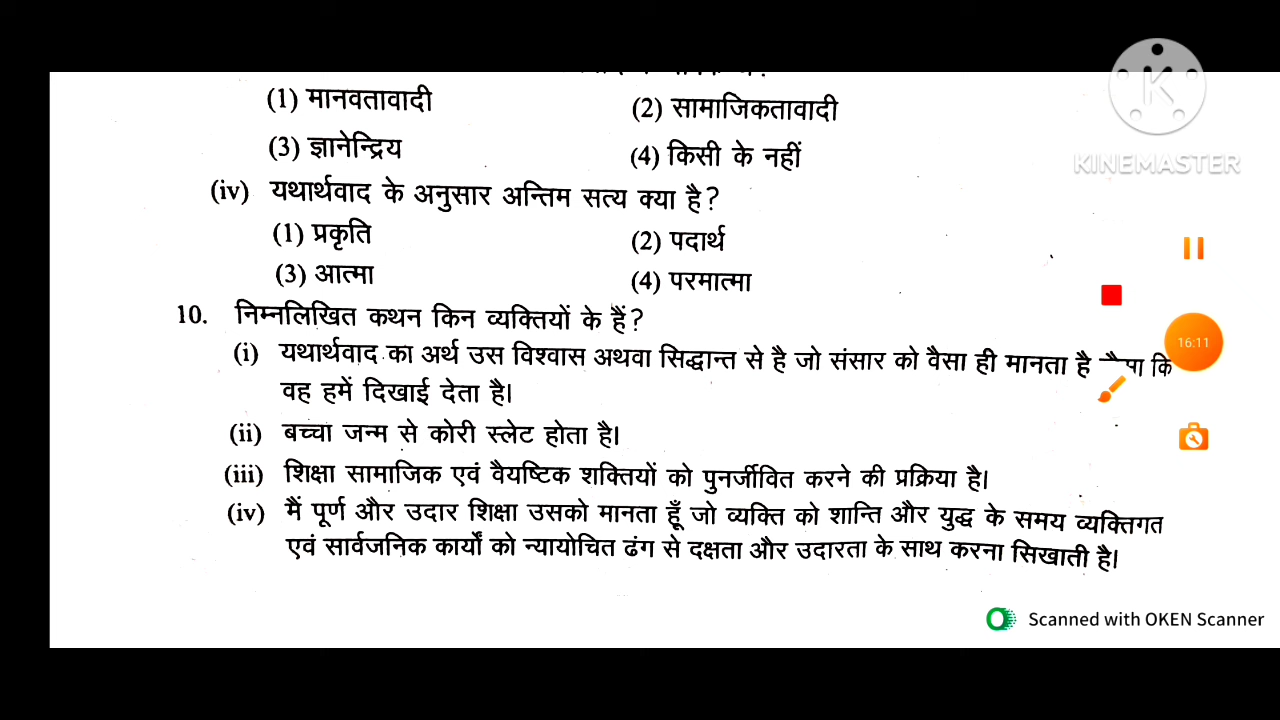 (1) मानवतावादी (2) सामाजिकतावादी
(3) ज्ञानेन्द्रिय (4) किसी के नहीं
KINEMASTER
(iv) यथार्थवाद के अनुसार अन्तिम सत्य क्या है?
(1) प्रकृति (2) पदार्थ
(3) आत्मा (4) परमात्मा
10. निम्नलिखित कथन किन व्यक्तियों के हैं?
(i) यथार्थवाद का अर्थ उस विश्वास अथवा सिद्धान्त से है जो संसार को वैसा ही मानता है कि
16:11
वह हमें दिखाई देता है।
(ii) बच्चा जन्म से कोरी स्लेट होता है।
(iii) शिक्षा सामाजिक एवं वैयष्टिक शक्तियों को पुनर्जीवित करने की प्रक्रिया है।
(iv) मैं पूर्ण और उदार शिक्षा उसको मानता हूँ जो व्यक्ति को शान्ति और युद्ध के समय व्यक्तिगत
एवं सार्वजनिक कार्यों को न्यायोचित ढंग से दक्षता और उदारता के साथ करना सिखाती है।
Scanned with OKEN Scanner